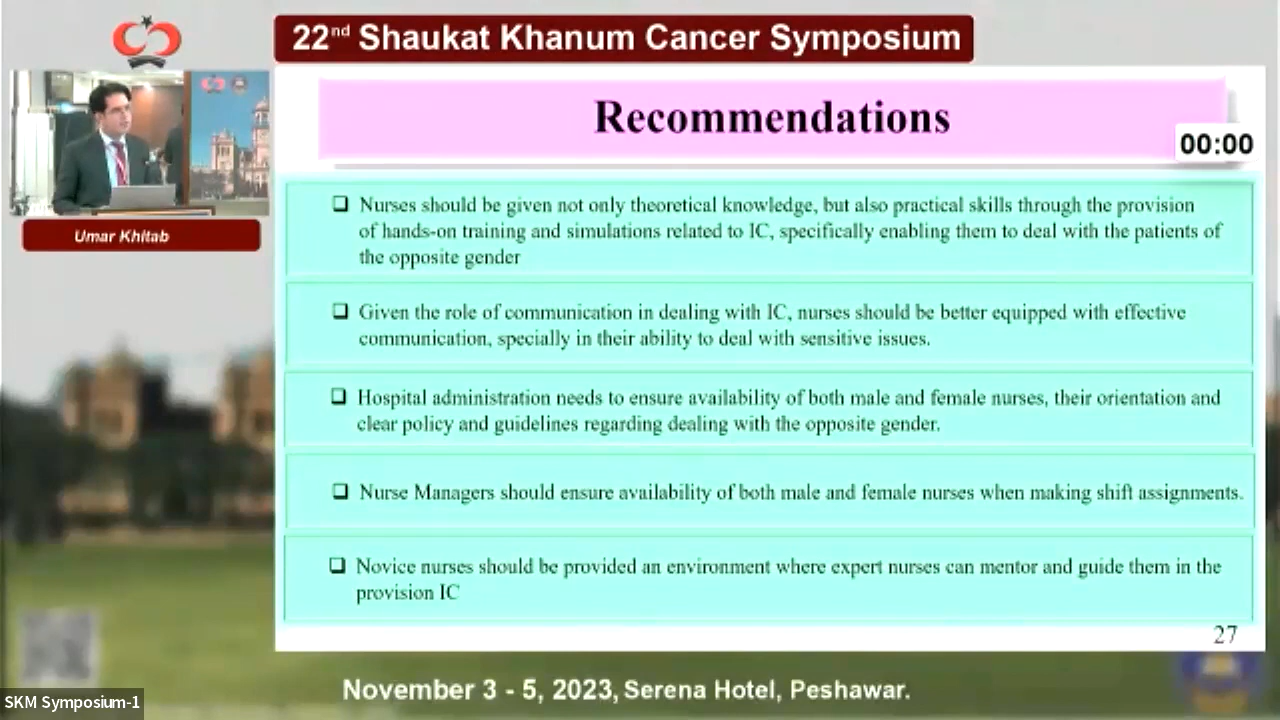 22nd Shaukat Khanum Cancer Symposium
Recommendations
00:00
Umar Khitab
❑ Nurses should be given not only theoretical knowledge, but also practical skills through the provision
of hands-on training and simulations related to IC, specifically enabling them to deal with the patients of
the opposite gender
❑ Given the role of communication in dealing with IC, nurses should be better equipped with effective
communication, specially in their ability to deal with sensitive issues.
❑ Hospital administration needs to ensure availability of both male and female nurses, their orientation and
clear policy and guidelines regarding dealing with the opposite gender.
❑ Nurse Managers should ensure availability of both male and female nurses when making shift assignments.
❑ Novice nurses should be provided an environment where expert nurses can mentor and guide them in the
provision IC
27
November 3 - 5, 2023, Serena Hotel, Peshawar.
SKM Symposium-1